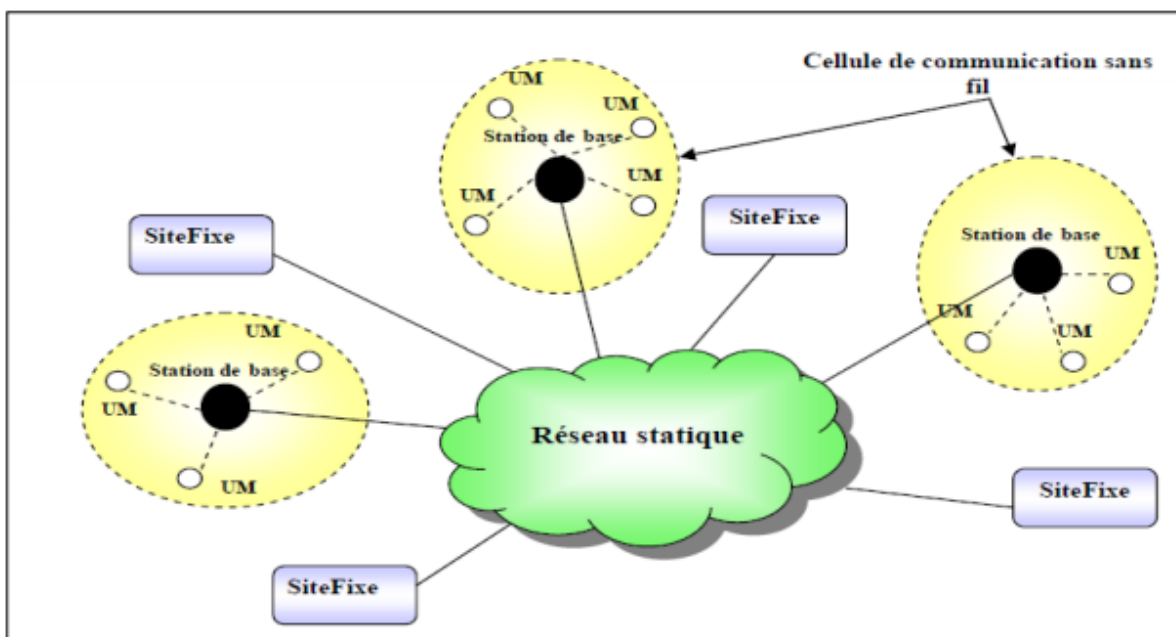 Cellule de communication sans
fil
UM
UM
Station de base
UM
UM
SiteFixe
SiteFixe
Station de base
UM
UM
UM
UM
Station de base
UM
UM
Réseau statique
SiteFixe
SiteFixe